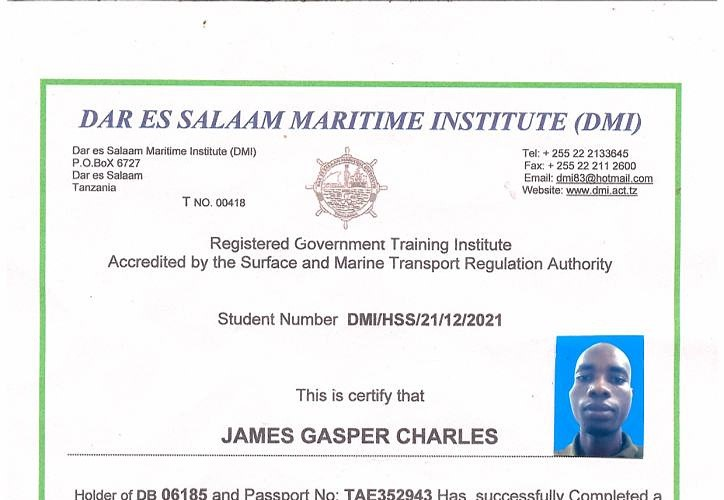 DAR ES SALAAM MARITIME INSTITUTE (DMI)
Dar es Salaam Maritime Institute (DMI)
P.O.BoX 6727
Dar es Salaam
Tanzania
T NO. 00418
Tel: + 255 22 2133645
Fax: + 255 22 211 2600
Email: dmi83@hotmail.com
Website: www.dmi.act.tz
Registered Government Training Institute
Accredited by the Surface and Marine Transport Regulation Authority
Student Number DMI/HSS/21/12/2021
This is certify that
JAMES GASPER CHARLES
Holder of DB 06185 and Passport No: TAE352943 Has successfully Completed a